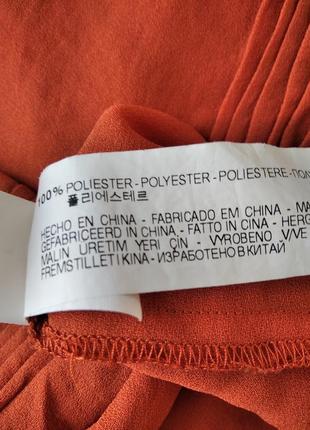 100% POLIESTER - POLYESTER - POLIESTERE - ПОЛ
폴리에스테르
HECHO EN CHINA - FABRICADO EM CHINA - MA
GEFABRICEERD IN CHINA - FATTO IN CINA - HERG
MALIN URETIM YERI ÇIN - VYROBENO V/VE
FREMSTILLET I KINA - ИЗРАБОТЕНО В КИТАЙ